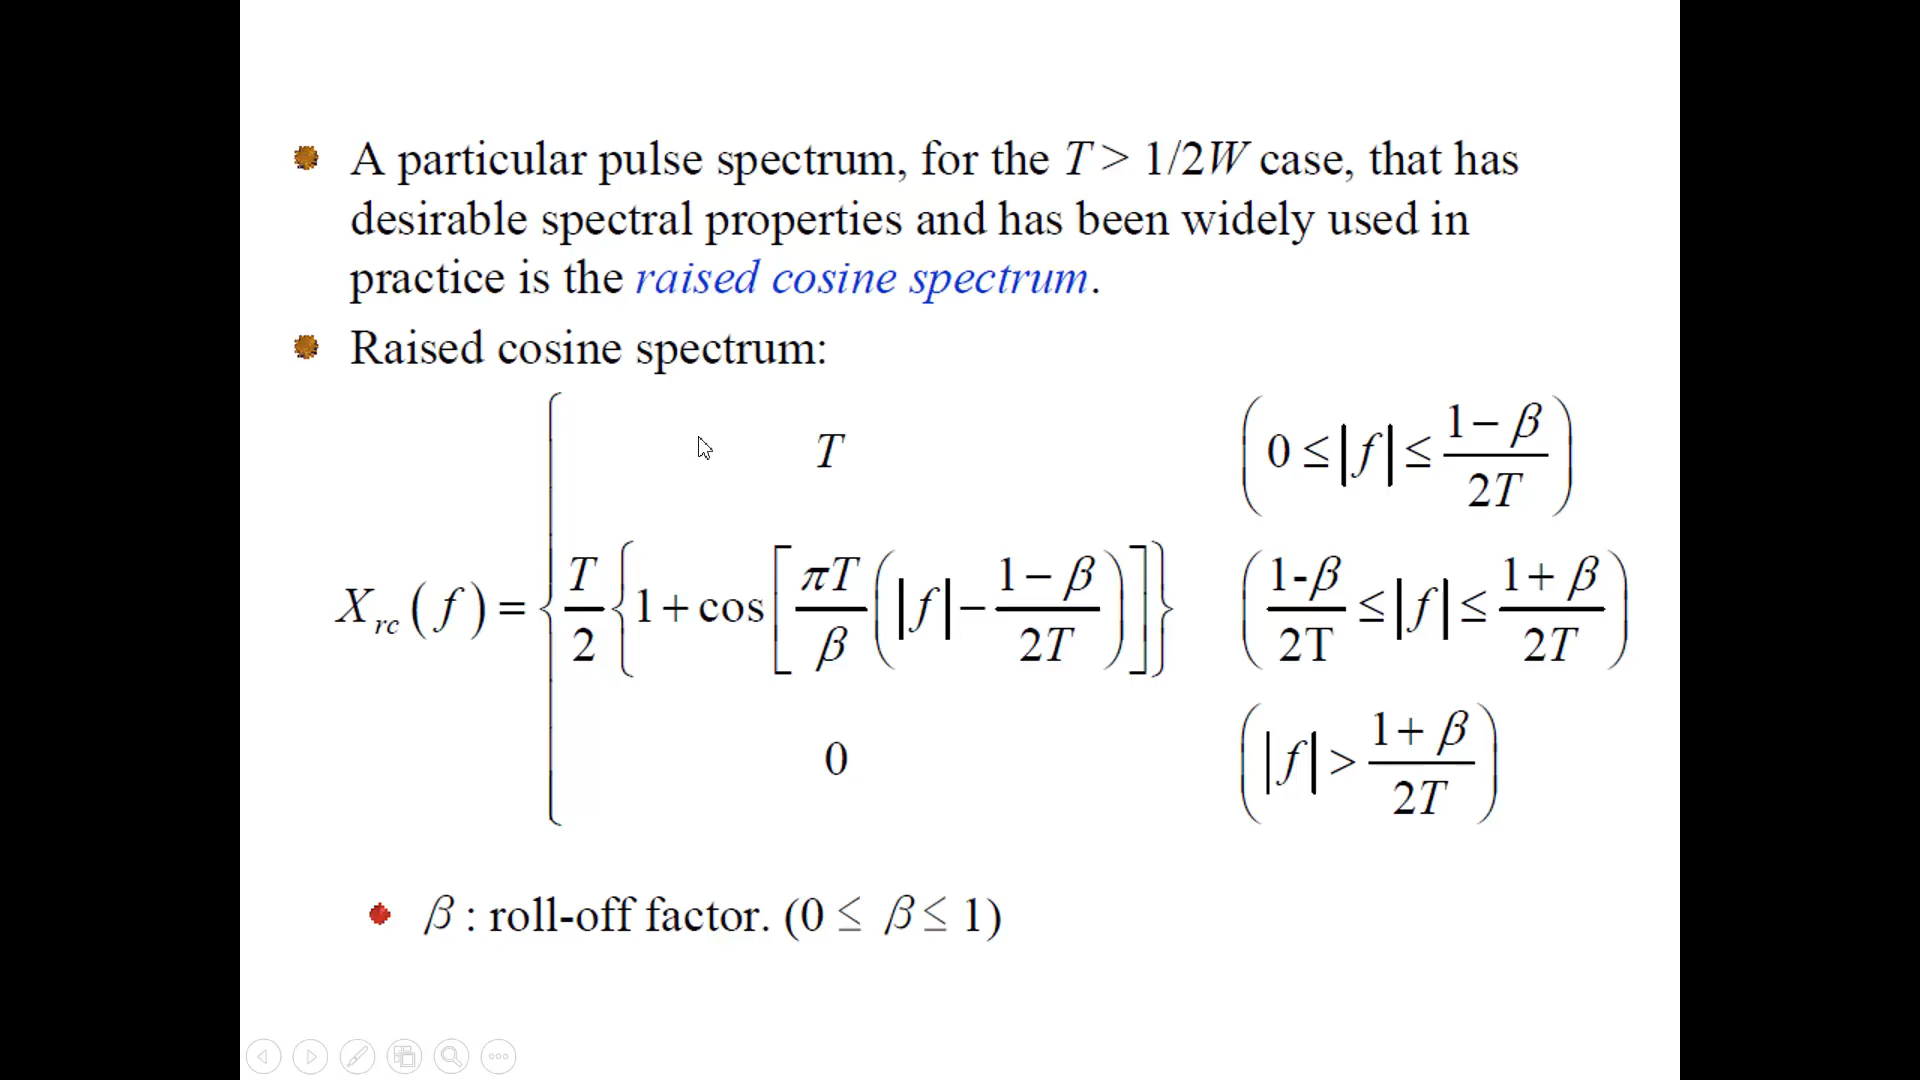 A particular pulse spectrum, for the T > 1/2W case, that has
desirable spectral properties and has been widely used in
practice is the raised cosine spectrum.
Raised cosine spectrum:
X_rc(f) = { T (0 ≤ |f| ≤ (1−β)/2T)
T/2 {1 + cos[πT/β (|f| − (1−β)/2T)]} ((1-β)/2T ≤ |f| ≤ (1+β)/2T)
0 (|f| > (1+β)/2T)
β : roll-off factor. (0 ≤ β ≤ 1)